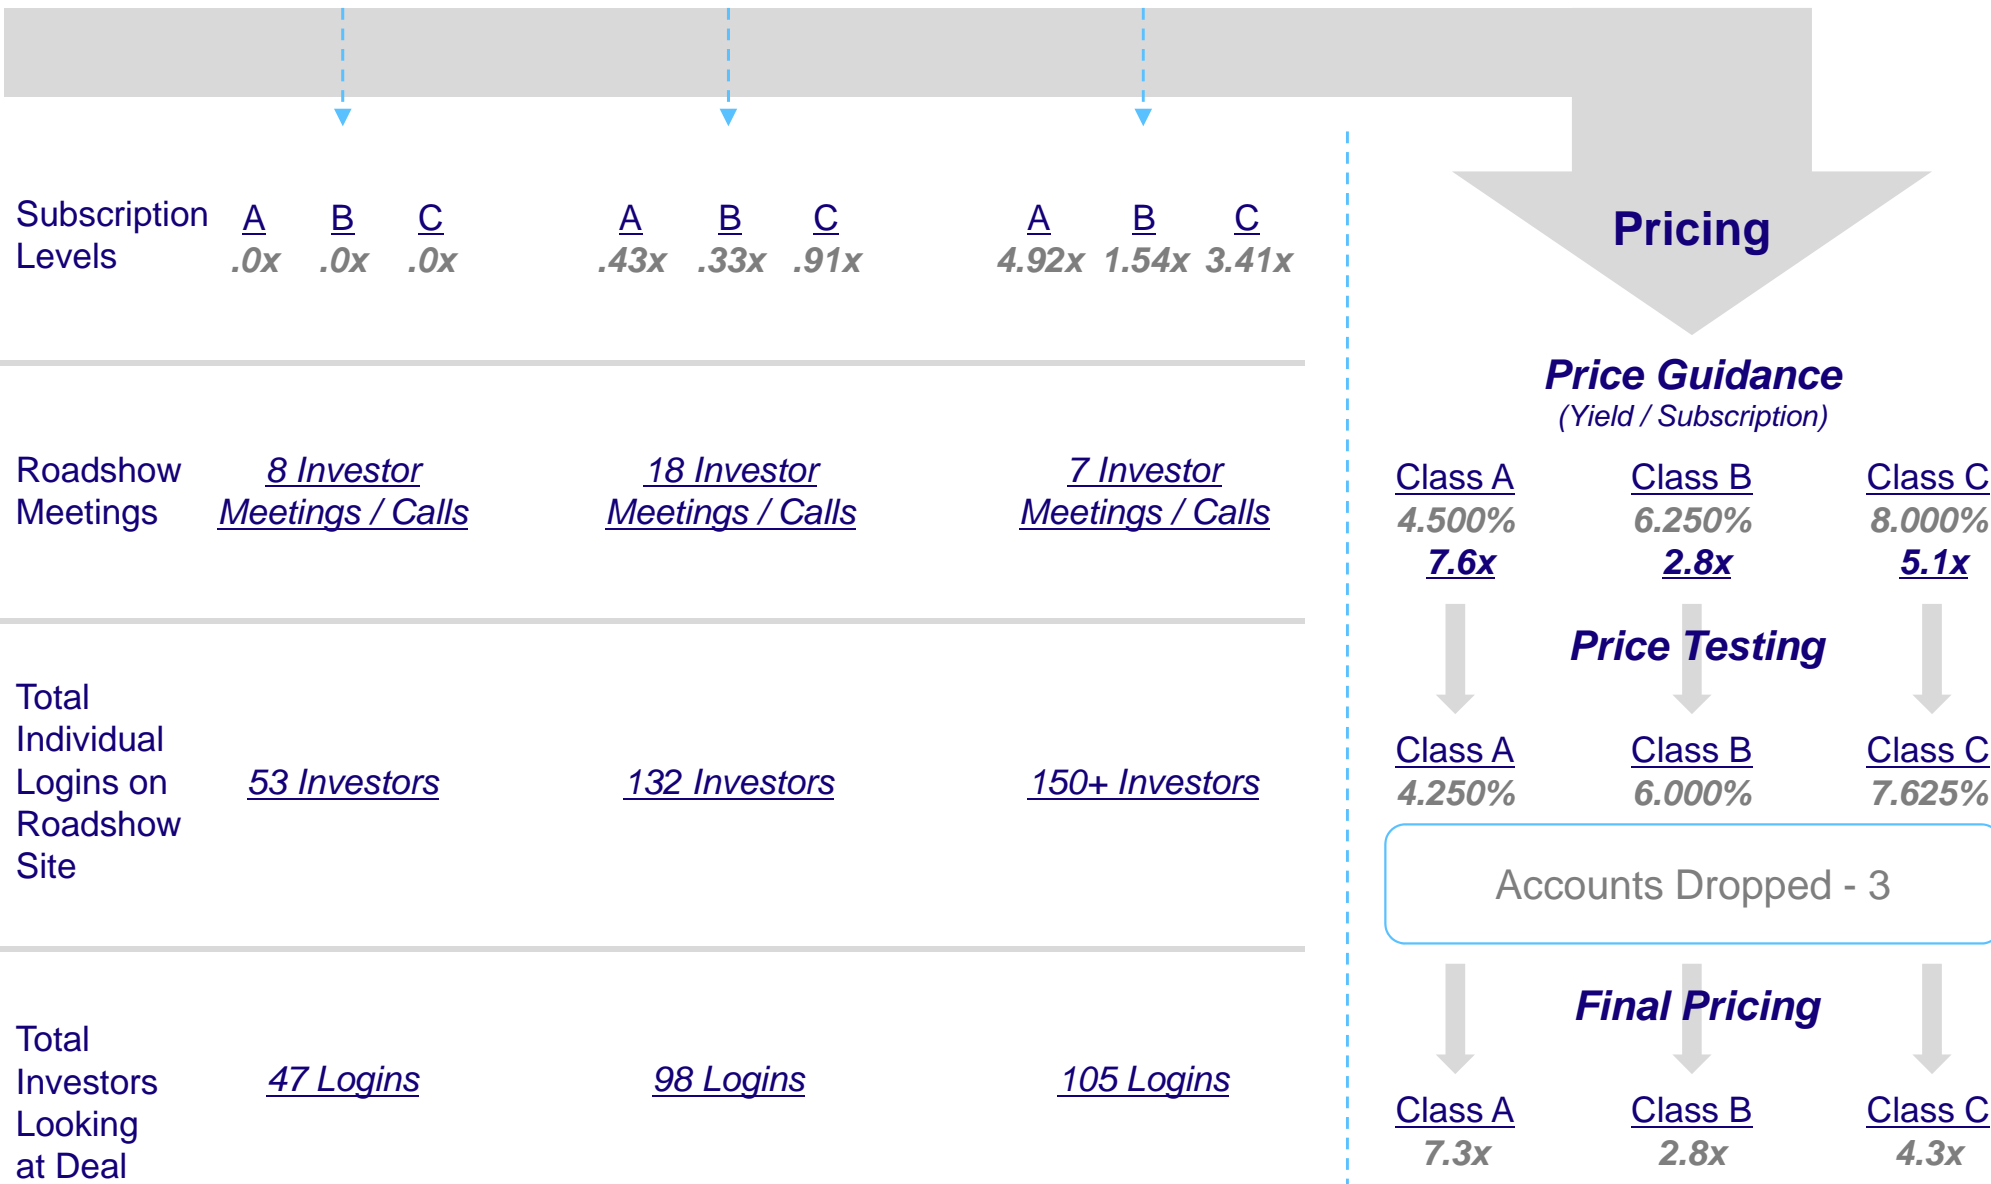 Subscription Levels
A B C
.0x .0x .0x
A B C
.43x .33x .91x
A B C
4.92x 1.54x 3.41x
Roadshow Meetings
8 Investor
Meetings / Calls
18 Investor
Meetings / Calls
7 Investor
Meetings / Calls
Total
Individual
Logins on
Roadshow
Site
53 Investors
132 Investors
150+ Investors
Total
Investors
Looking
at Deal
47 Logins
98 Logins
105 Logins
Pricing
Price Guidance
(Yield / Subscription)
Class A Class B Class C
4.500% 6.250% 8.000%
7.6x 2.8x 5.1x
Price Testing
Class A Class B Class C
4.250% 6.000% 7.625%
Accounts Dropped - 3
Final Pricing
Class A Class B Class C
7.3x 2.8x 4.3x